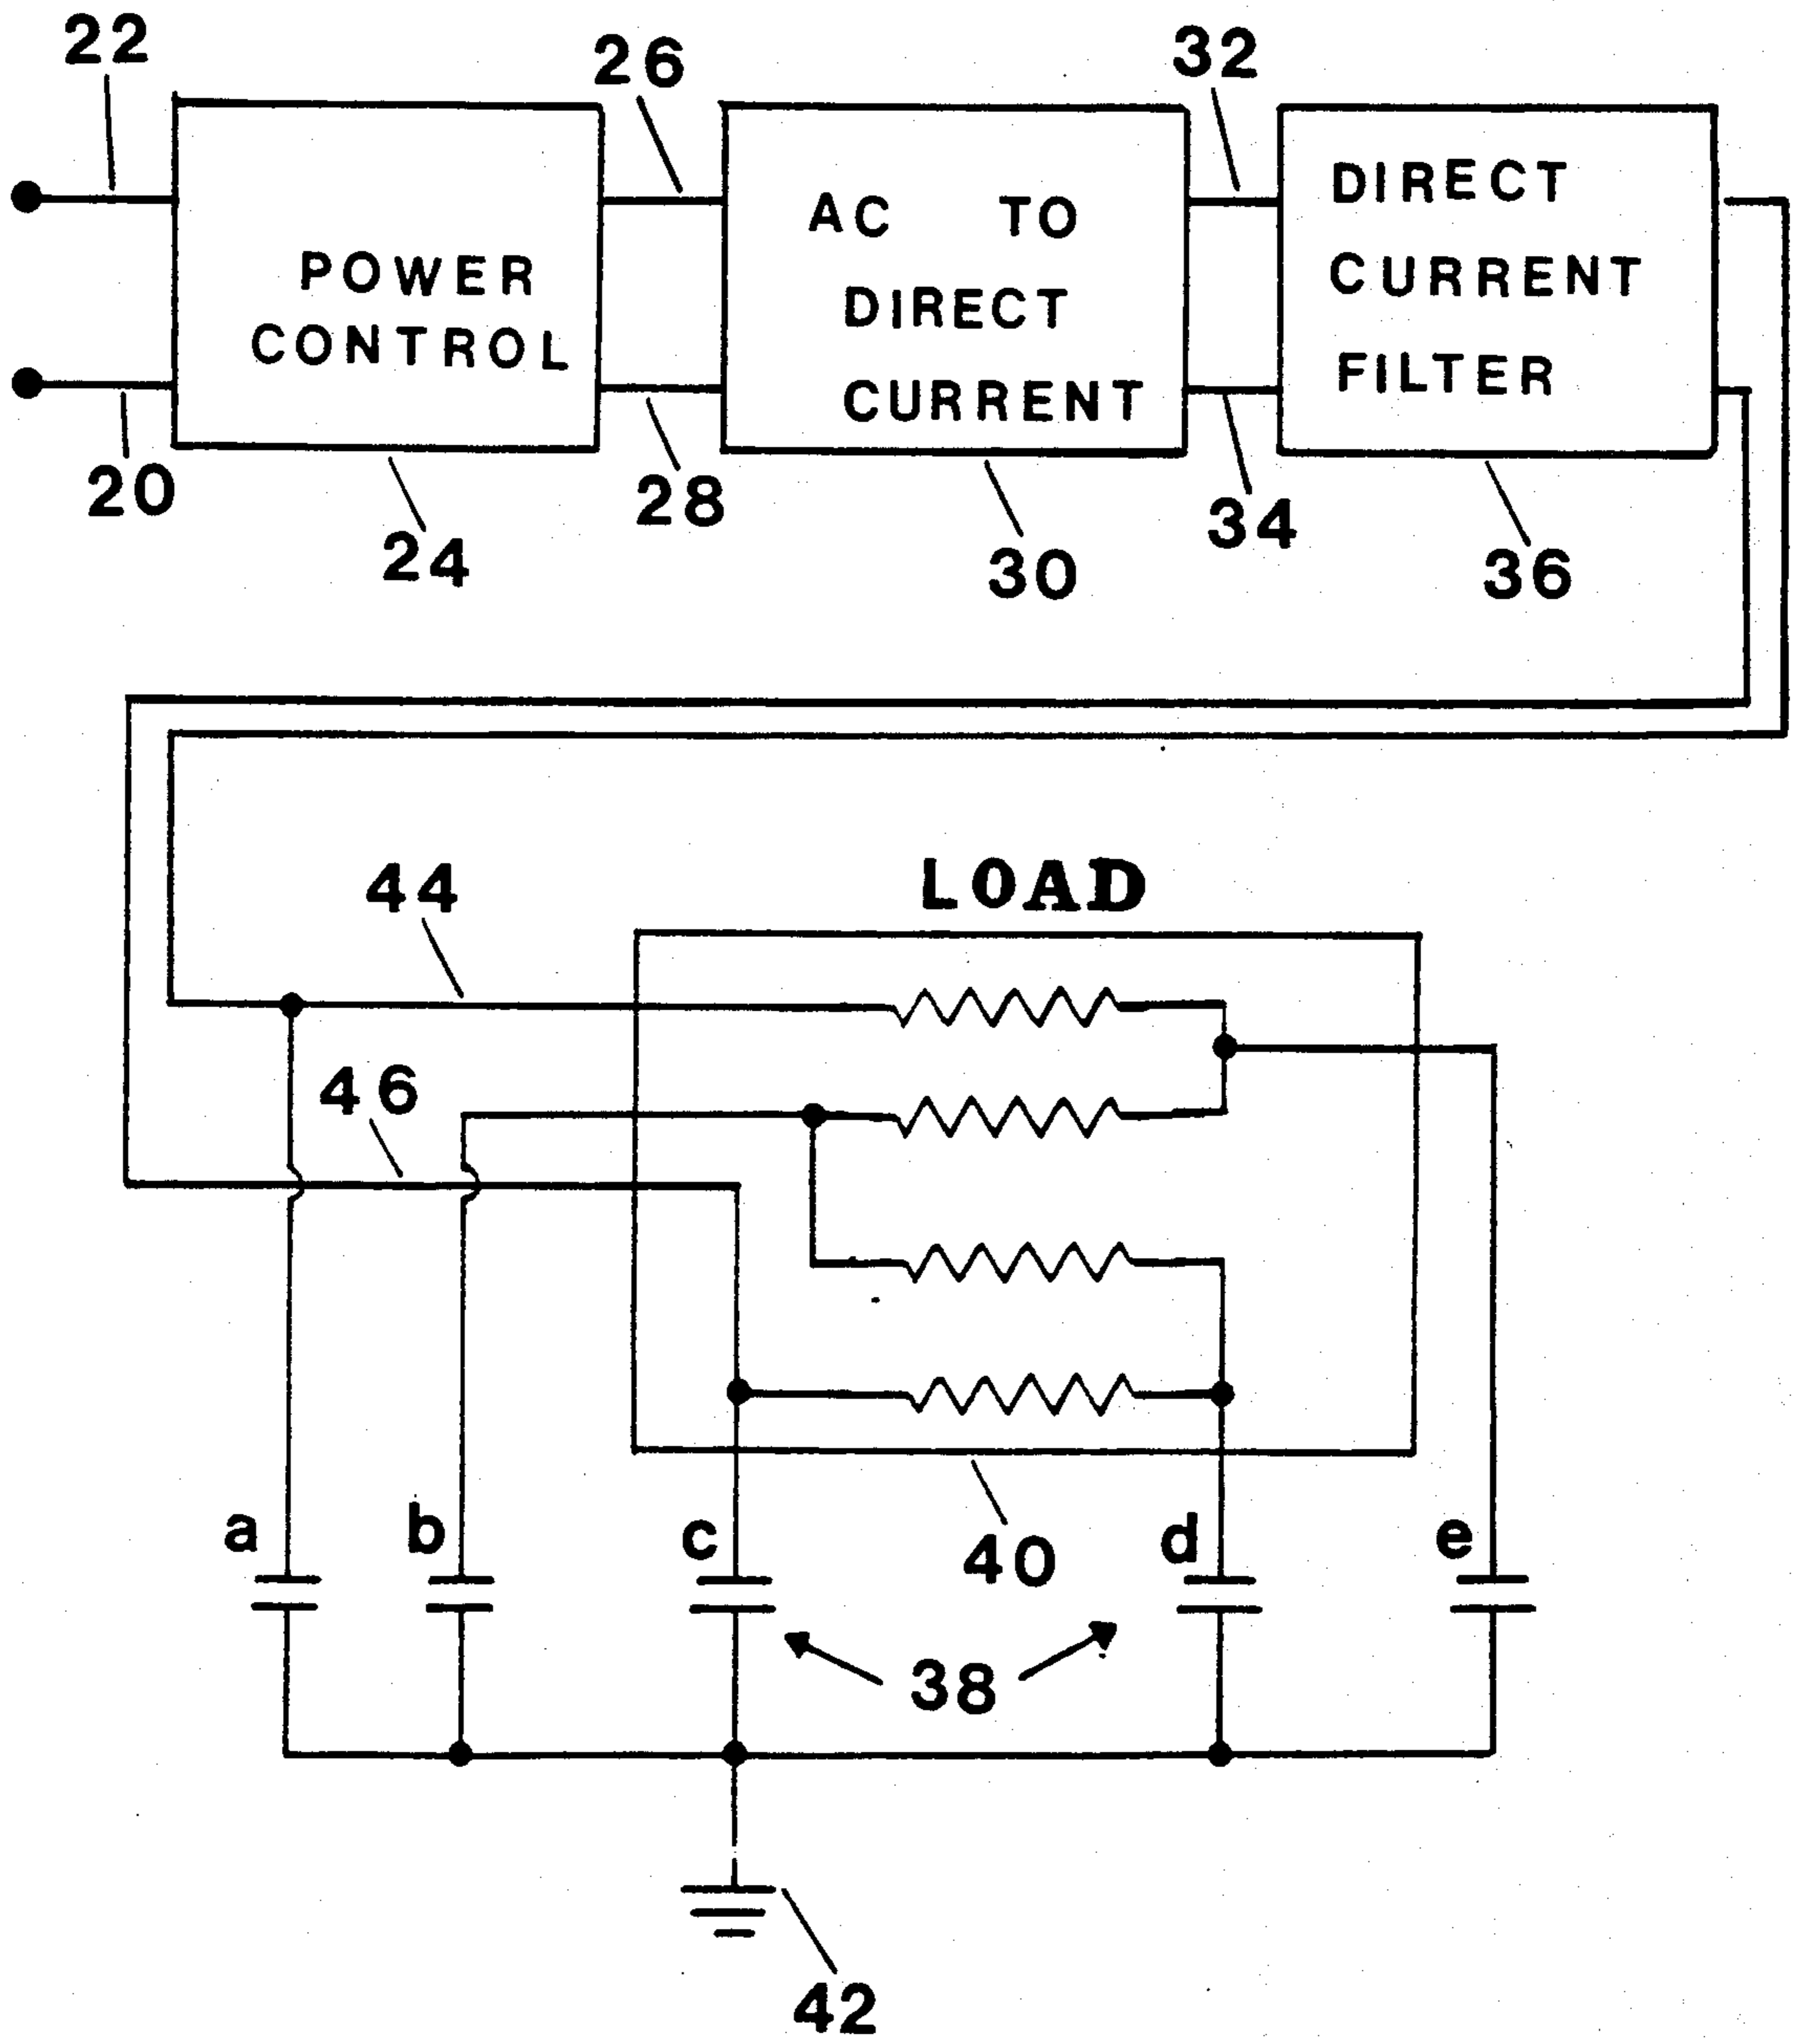 22
26
32
POWER
CONTROL
AC TO
DIRECT
CURRENT
DIRECT
CURRENT
FILTER
20
24
28
30
34
36
LOAD
44
46
40
a
b
c
d
e
38
42